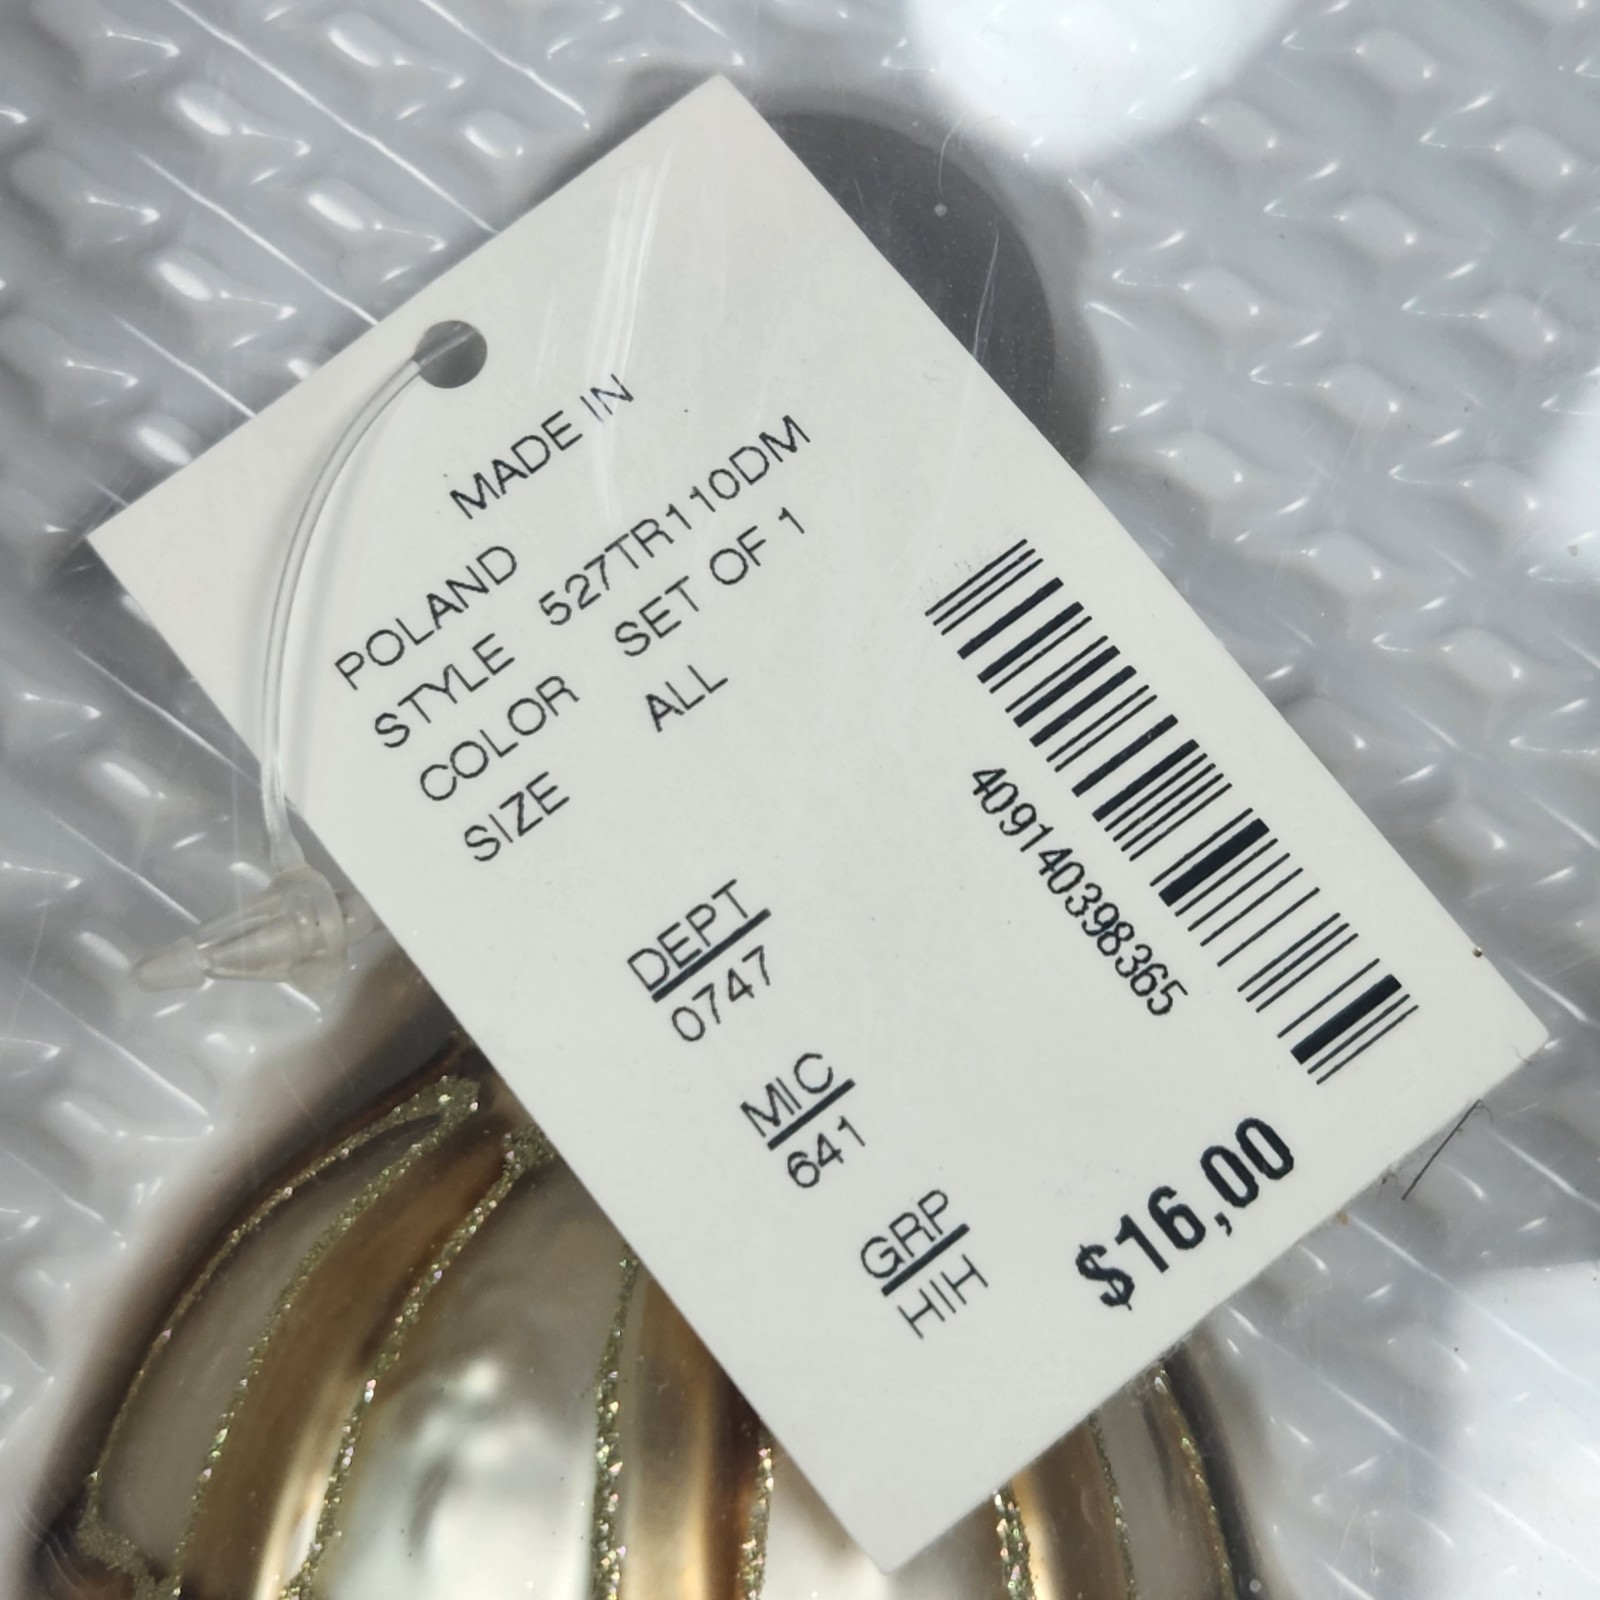 MADE IN
POLAND
STYLE 527TR110DM
COLOR SET OF 1
SIZE ALL
DEPT
0747
MIC
641
GRP
HIH
409140398365
$16,00